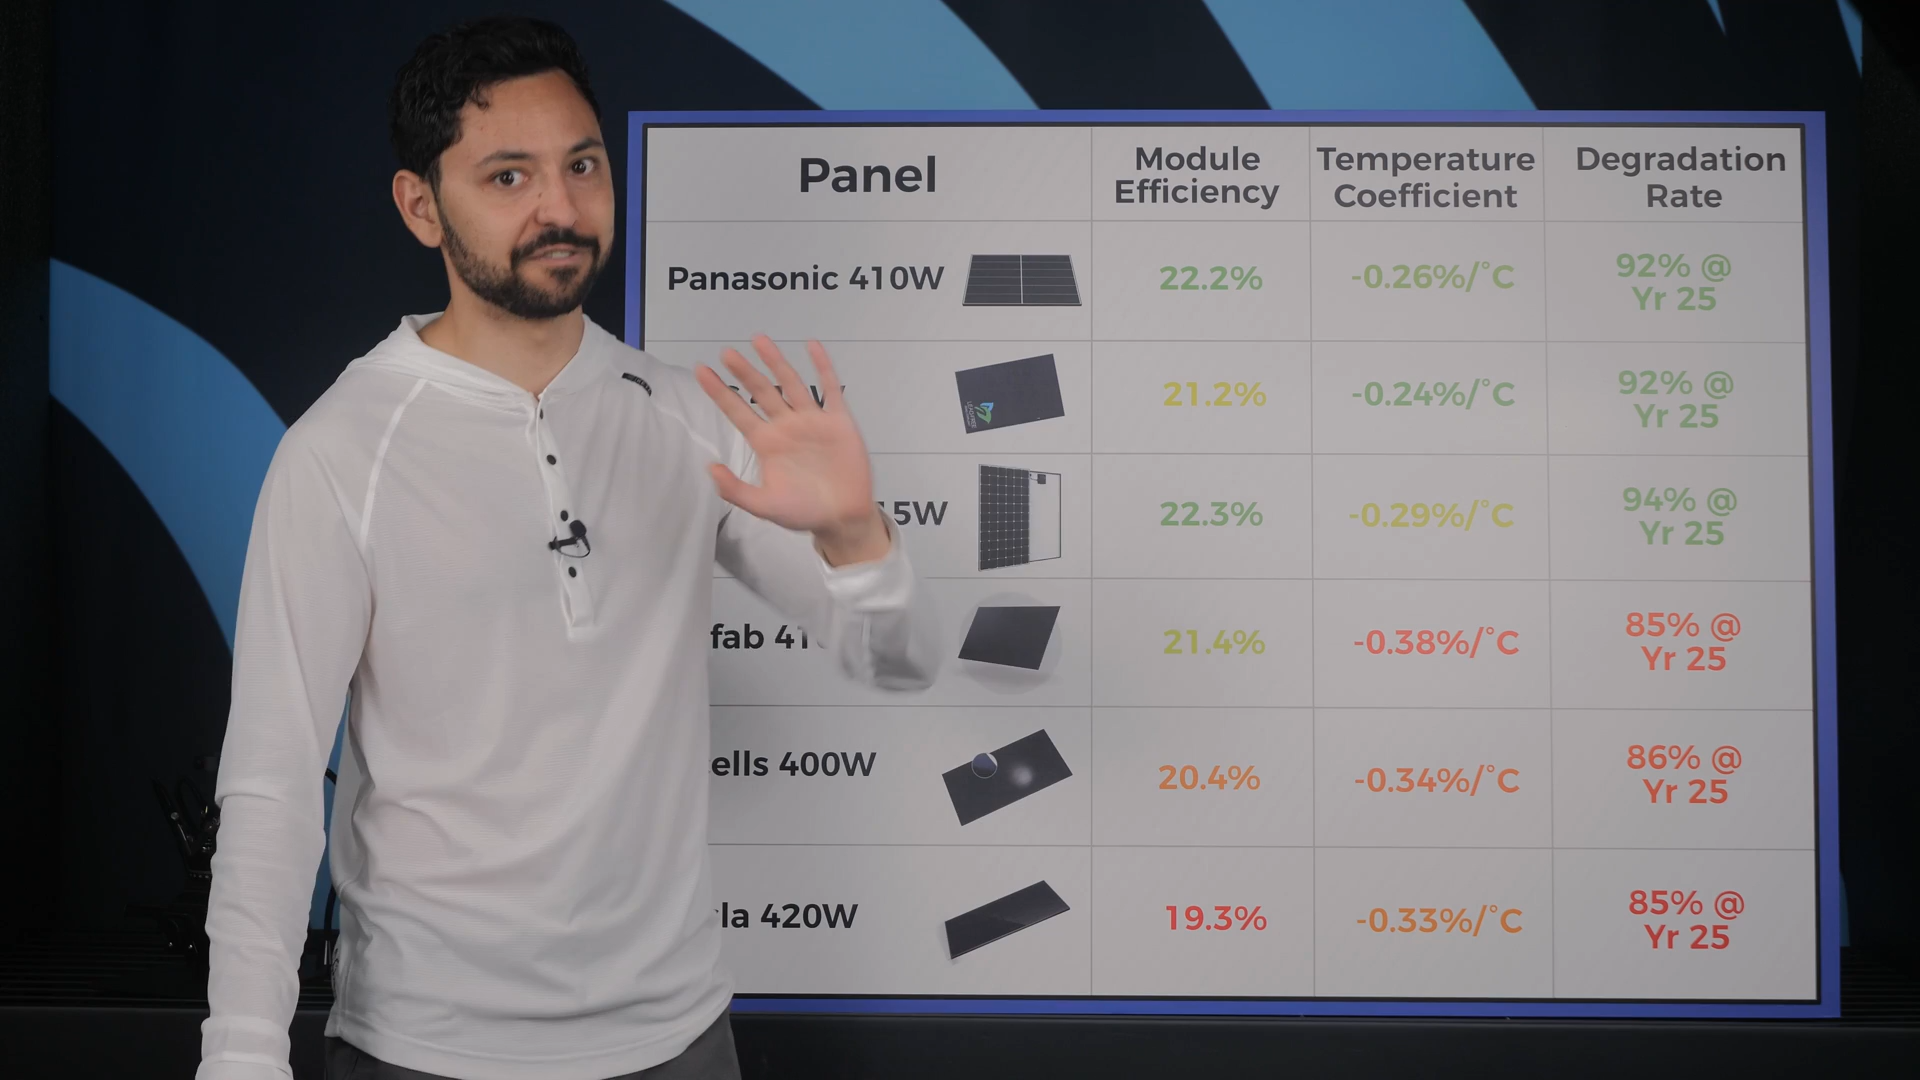 Panel
Module
Efficiency
Temperature
Coefficient
Degradation
Rate
Panasonic 410W
22.2%
-0.26%/°C
92% @
Yr 25
W
21.2%
-0.24%/°C
92% @
Yr 25
15W
22.3%
-0.29%/°C
94% @
Yr 25
fab 41
21.4%
-0.38%/°C
85% @
Yr 25
ells 400W
20.4%
-0.34%/°C
86% @
Yr 25
la 420W
19.3%
-0.33%/°C
85% @
Yr 25